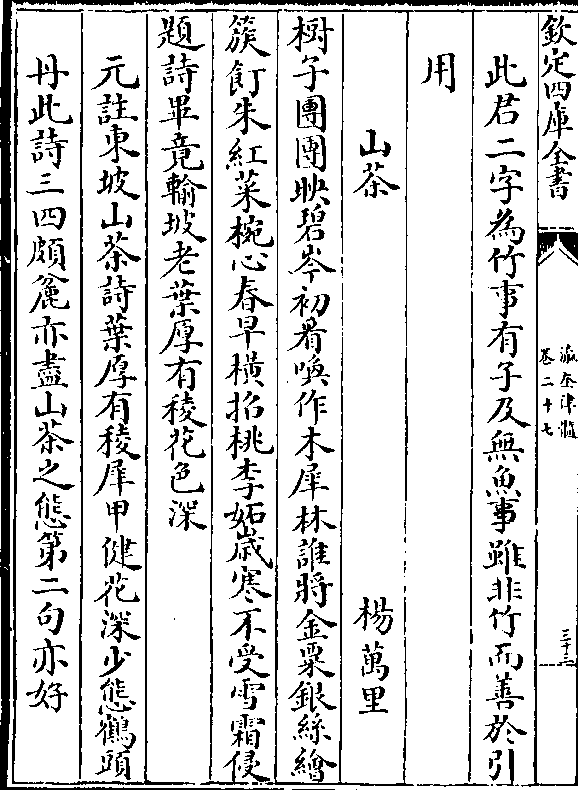 欽定四庫全書
瀛奎律髓
卷二十七
三十三
此君二字為竹事有子及無魚事雖非竹而善於引
用
山茶　楊萬里
樹子團團映碧岑初看喚作木犀林誰將金粟銀絲鱠
簇飣朱紅菜椀心春早橫招桃李妬歳寒不受雪霜侵
題詩畢竟輸坡老葉厚有稜花色深
元註東坡山茶詩葉厚有稜犀甲健花深少態鶴頭
丹此詩三四頗麄亦盡山茶之態第二句亦好